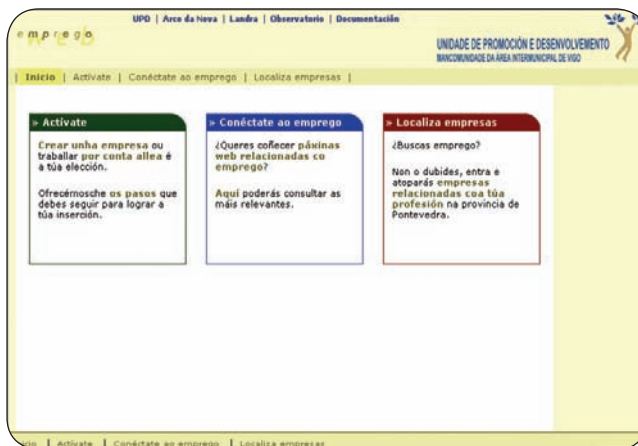 UPD | Arce da Nova | Landra | Observatorio | Documentación
emprego
UNIDADE DE PROMOCIÓN E DESENVOLVEMENTO
MANCOMUNIDADE DA ÁREA INTERMUNICIPAL DE VIGO
| Inicio | Actívate | Conéctate ao emprego | Localiza empresas |
» Actívate
Crear unha empresa ou
traballar por conta allea é
a túa elección.
Ofrecémosche os pasos que
debes seguir para lograr a
túa inserción.
» Conéctate ao emprego
¿Queres coñecer páxinas
web relacionadas co
emprego?
Aquí poderás consultar as
máis relevantes.
» Localiza empresas
¿Buscas emprego?
Non o dubides, entra e
atoparás empresas
relacionadas coa túa
profesión na provincia de
Pontevedra.
| Actívate | Conéctate ao emprego | Localiza empresas